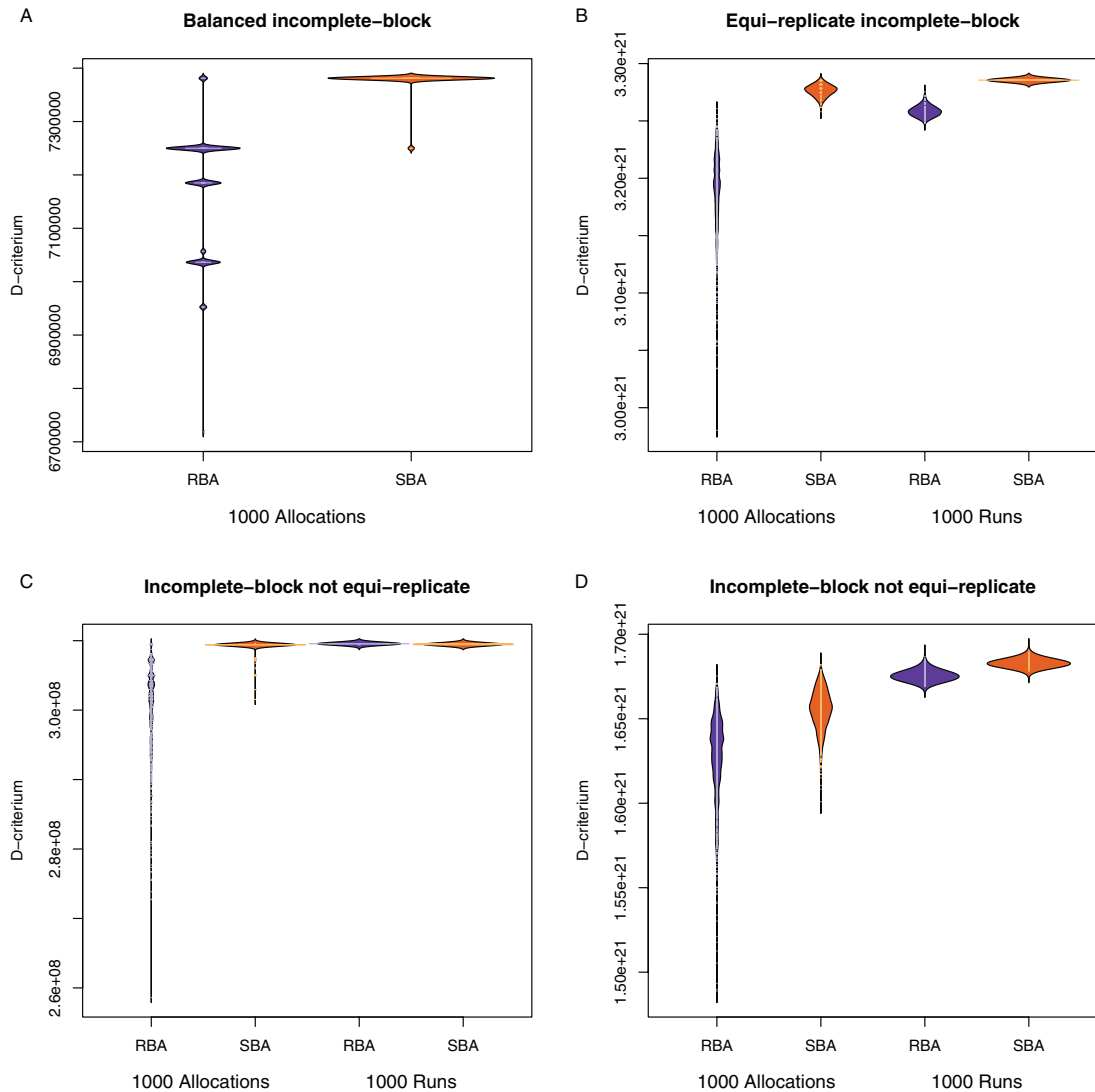 A
Balanced incomplete−block
D−criterium
7300000
7100000
6900000
6700000
RBA
SBA
1000 Allocations
B
Equi−replicate incomplete−block
D−criterium
3.30e+21
3.20e+21
3.10e+21
3.00e+21
RBA
SBA
RBA
SBA
1000 Allocations
1000 Runs
C
Incomplete−block not equi−replicate
D−criterium
3.0e+08
2.8e+08
2.6e+08
RBA
SBA
RBA
SBA
1000 Allocations
1000 Runs
D
Incomplete−block not equi−replicate
D−criterium
1.70e+21
1.65e+21
1.60e+21
1.55e+21
1.50e+21
RBA
SBA
RBA
SBA
1000 Allocations
1000 Runs